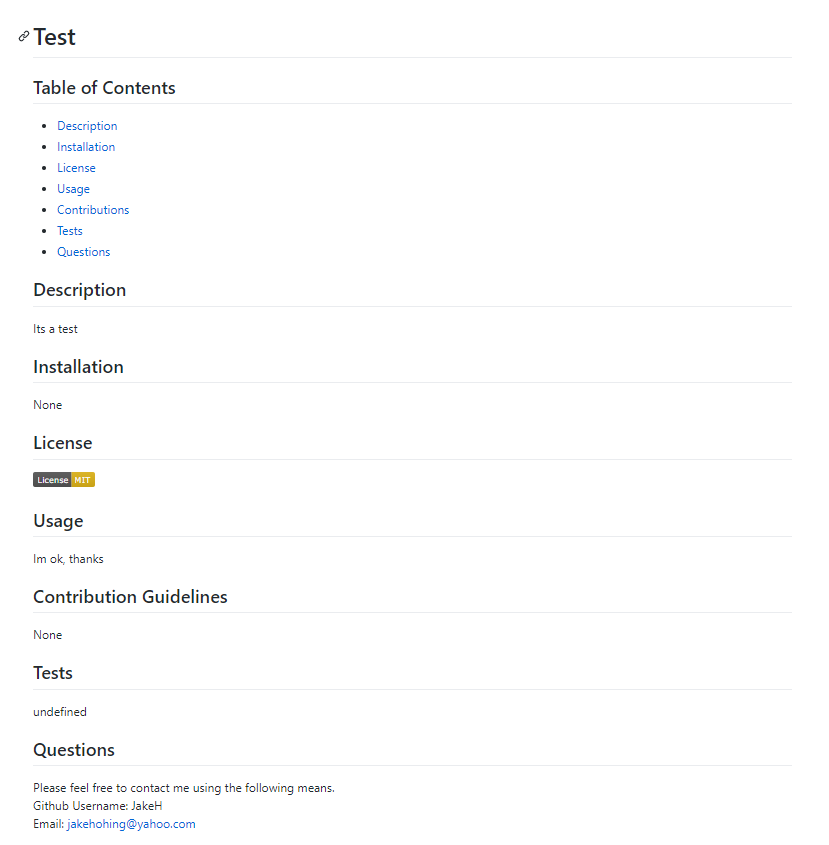 Test
Table of Contents
Description
Installation
License
Usage
Contributions
Tests
Questions
Description
Its a test
Installation
None
License
License MIT
Usage
Im ok, thanks
Contribution Guidelines
None
Tests
undefined
Questions
Please feel free to contact me using the following means.
Github Username: JakeH
Email: jakehohing@yahoo.com